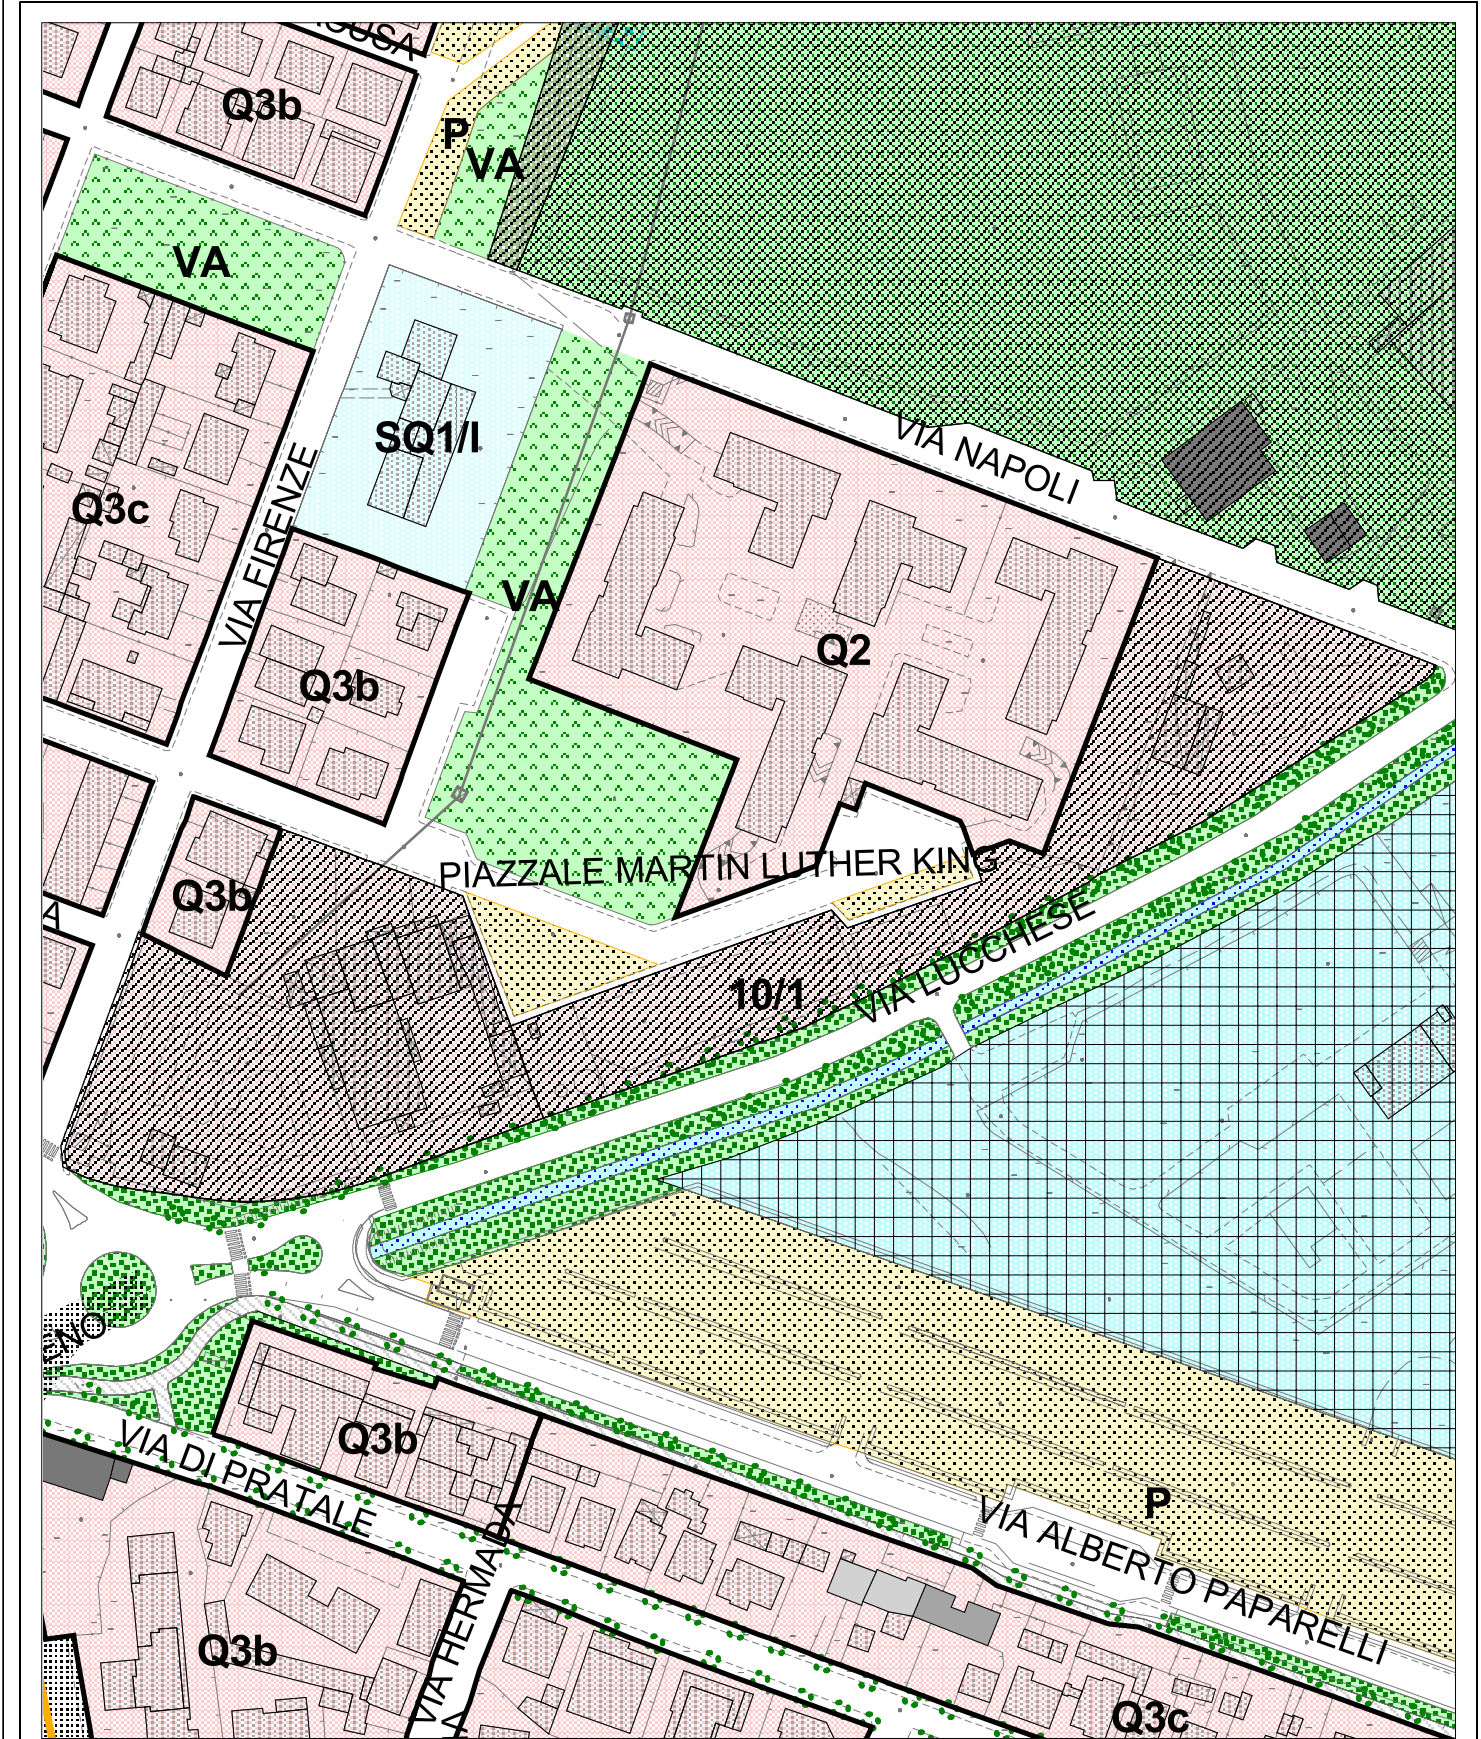 Q3b
P
VA
VA
SQ1/I
VIA NAPOLI
Q3c
VIA FIRENZE
VA
Q2
Q3b
PIAZZALE MARTIN LUTHER KING
Q3b
10/1
VIA LUCCHESE
Q3b
VIA DI PRATALE
P
VIA ALBERTO PAPARELLI
VIA HERMADA
Q3b
Q3c